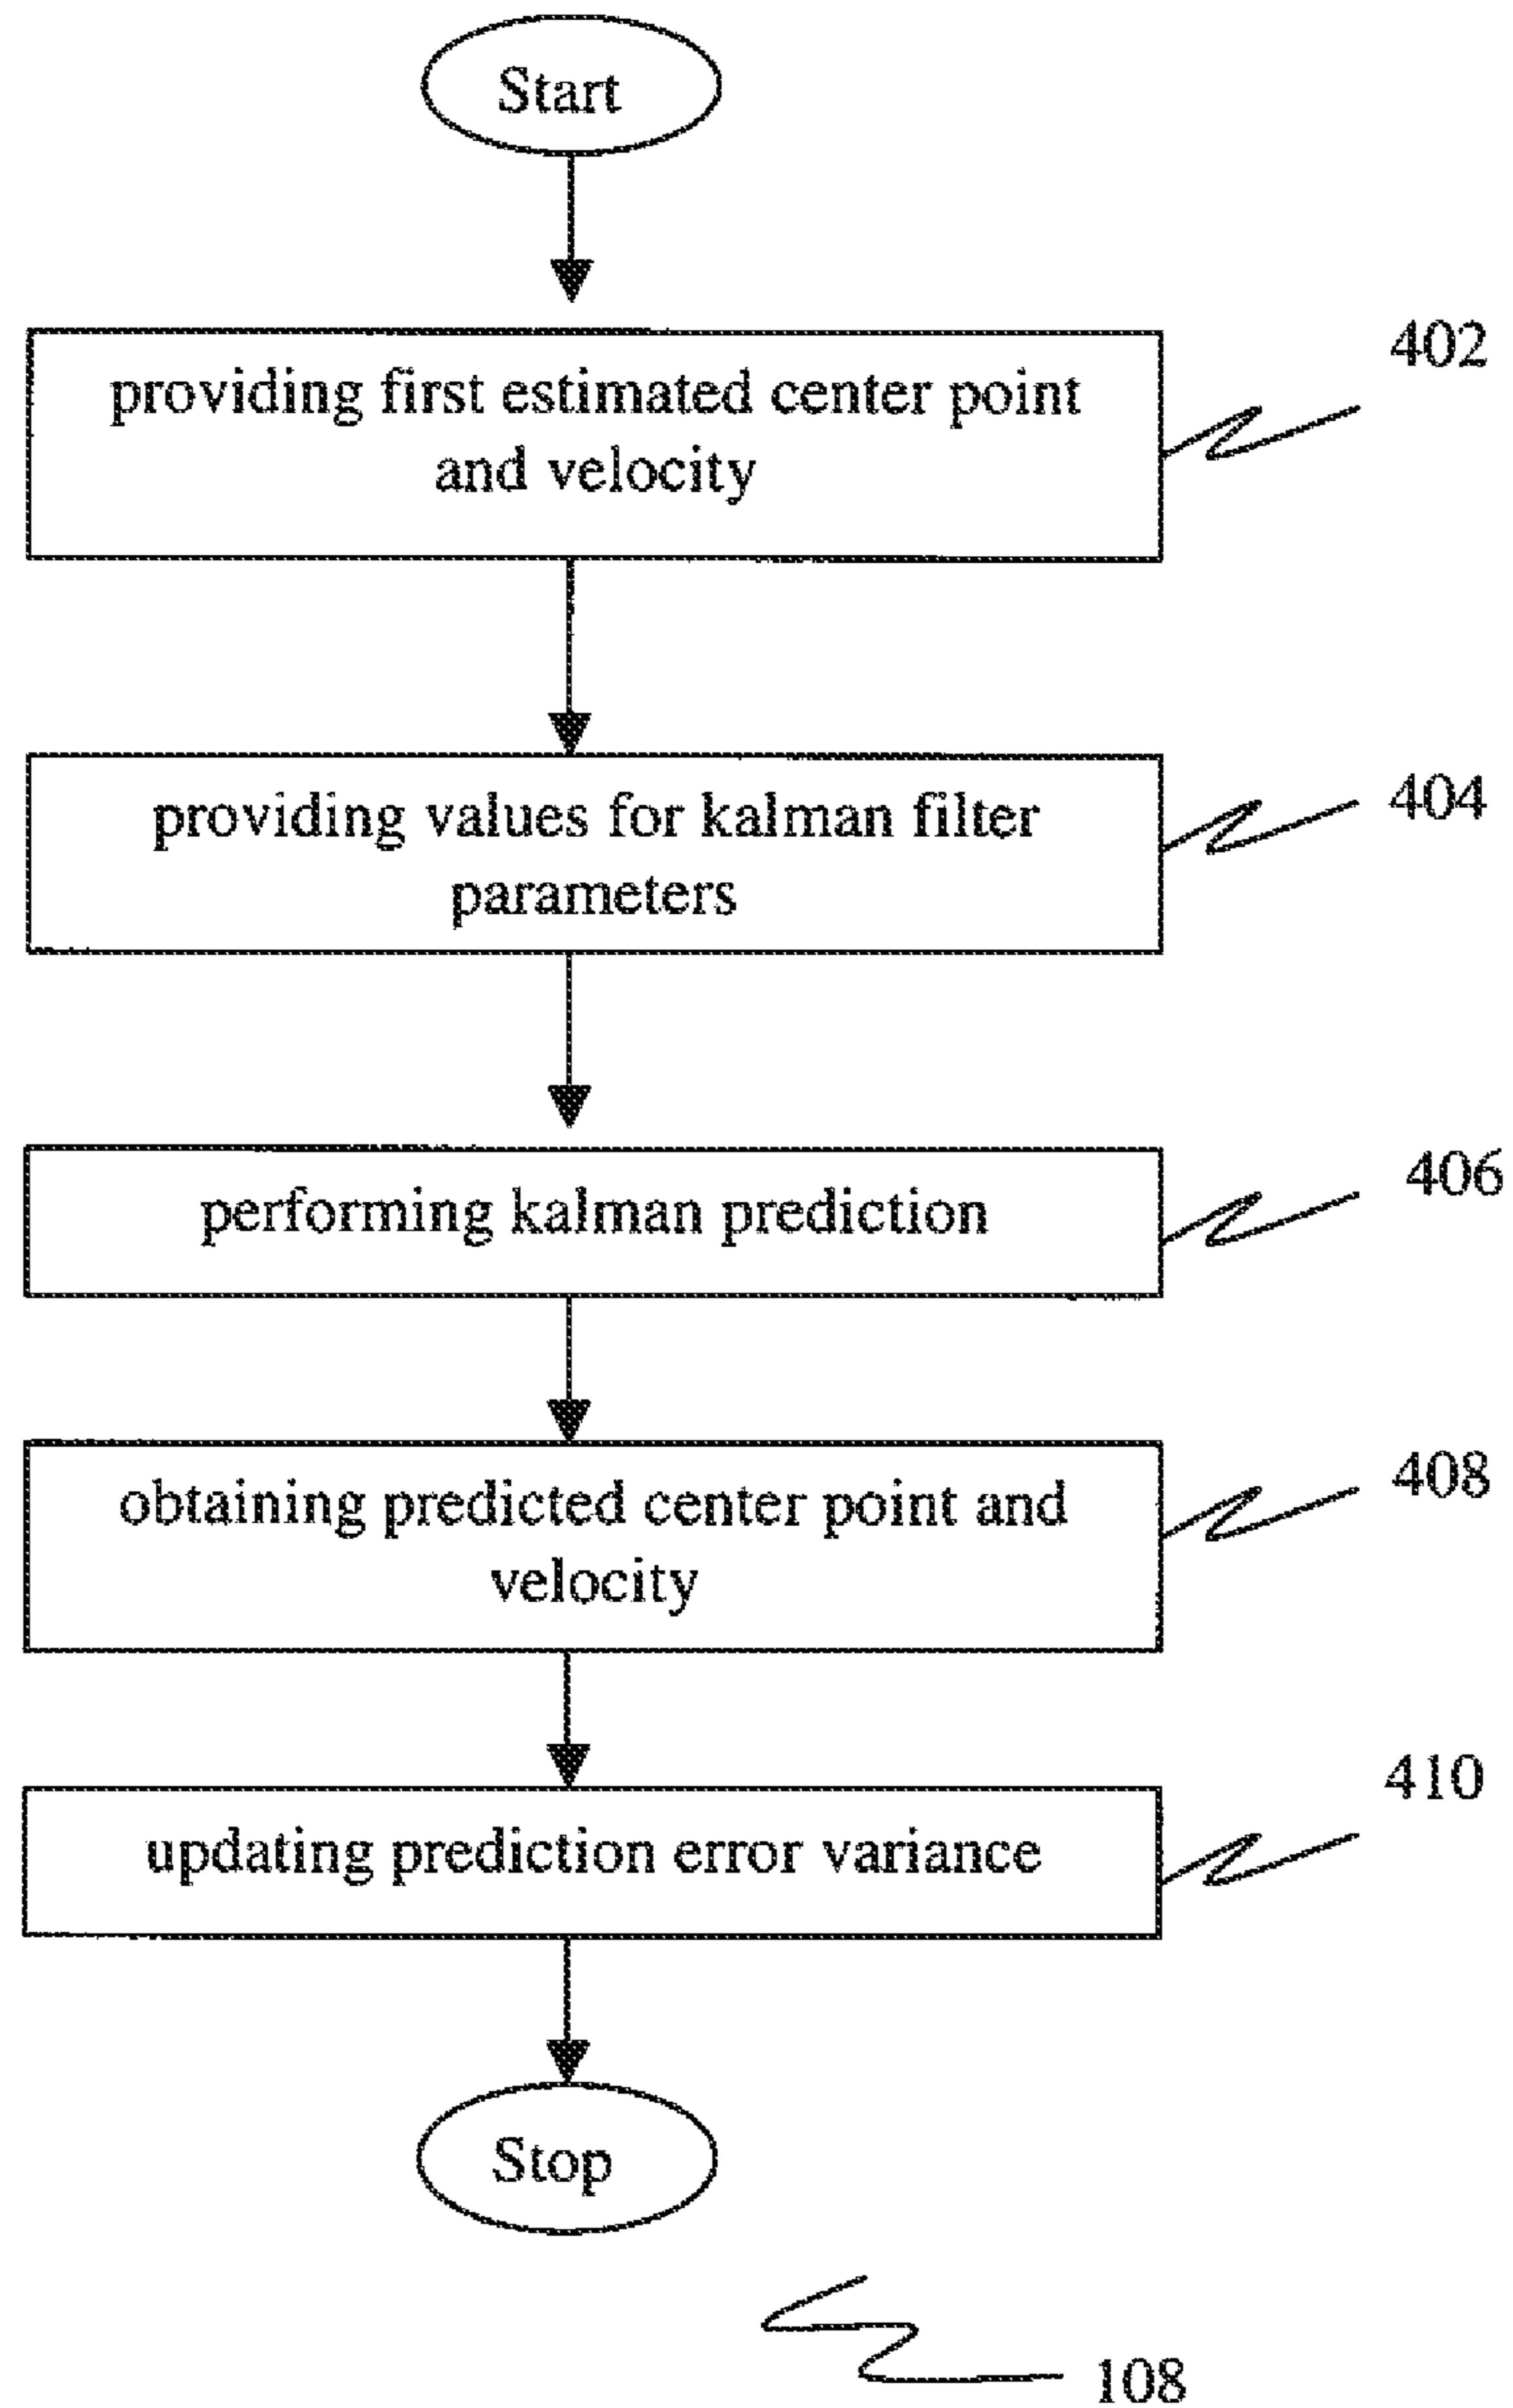 Start
402
providing first estimated center point
and velocity
404
providing values for kalman filter
parameters
406
performing kalman prediction
408
obtaining predicted center point and
velocity
410
updating prediction error variance
Stop
108